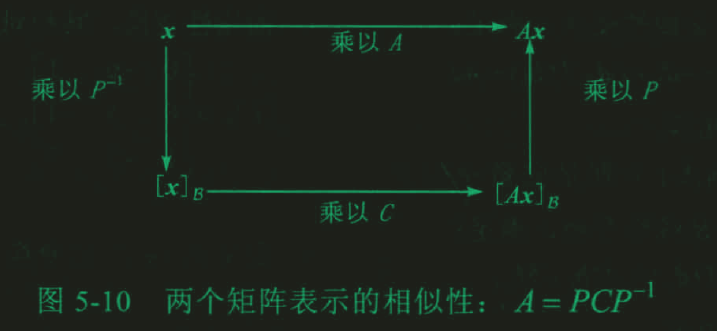 x 乘以 A Ax
乘以 P⁻¹ 乘以 P
[x]_B 乘以 C [Ax]_B
图 5-10 两个矩阵表示的相似性：A = PCP⁻¹